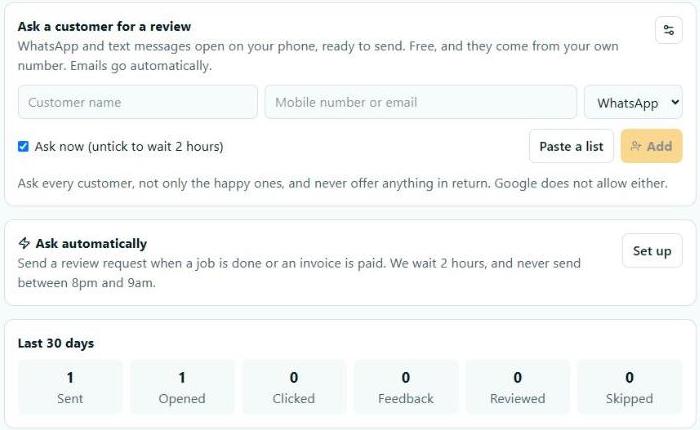 Ask a customer for a review
WhatsApp and text messages open on your phone, ready to send. Free, and they come from your own
number. Emails go automatically.
Customer name
Mobile number or email
WhatsApp
Ask now (untick to wait 2 hours)
Paste a list
Add
Ask every customer, not only the happy ones, and never offer anything in return. Google does not allow either.
Ask automatically
Send a review request when a job is done or an invoice is paid. We wait 2 hours, and never send
between 8pm and 9am.
Set up
Last 30 days
1 1 0 0 0 0
Sent Opened Clicked Feedback Reviewed Skipped